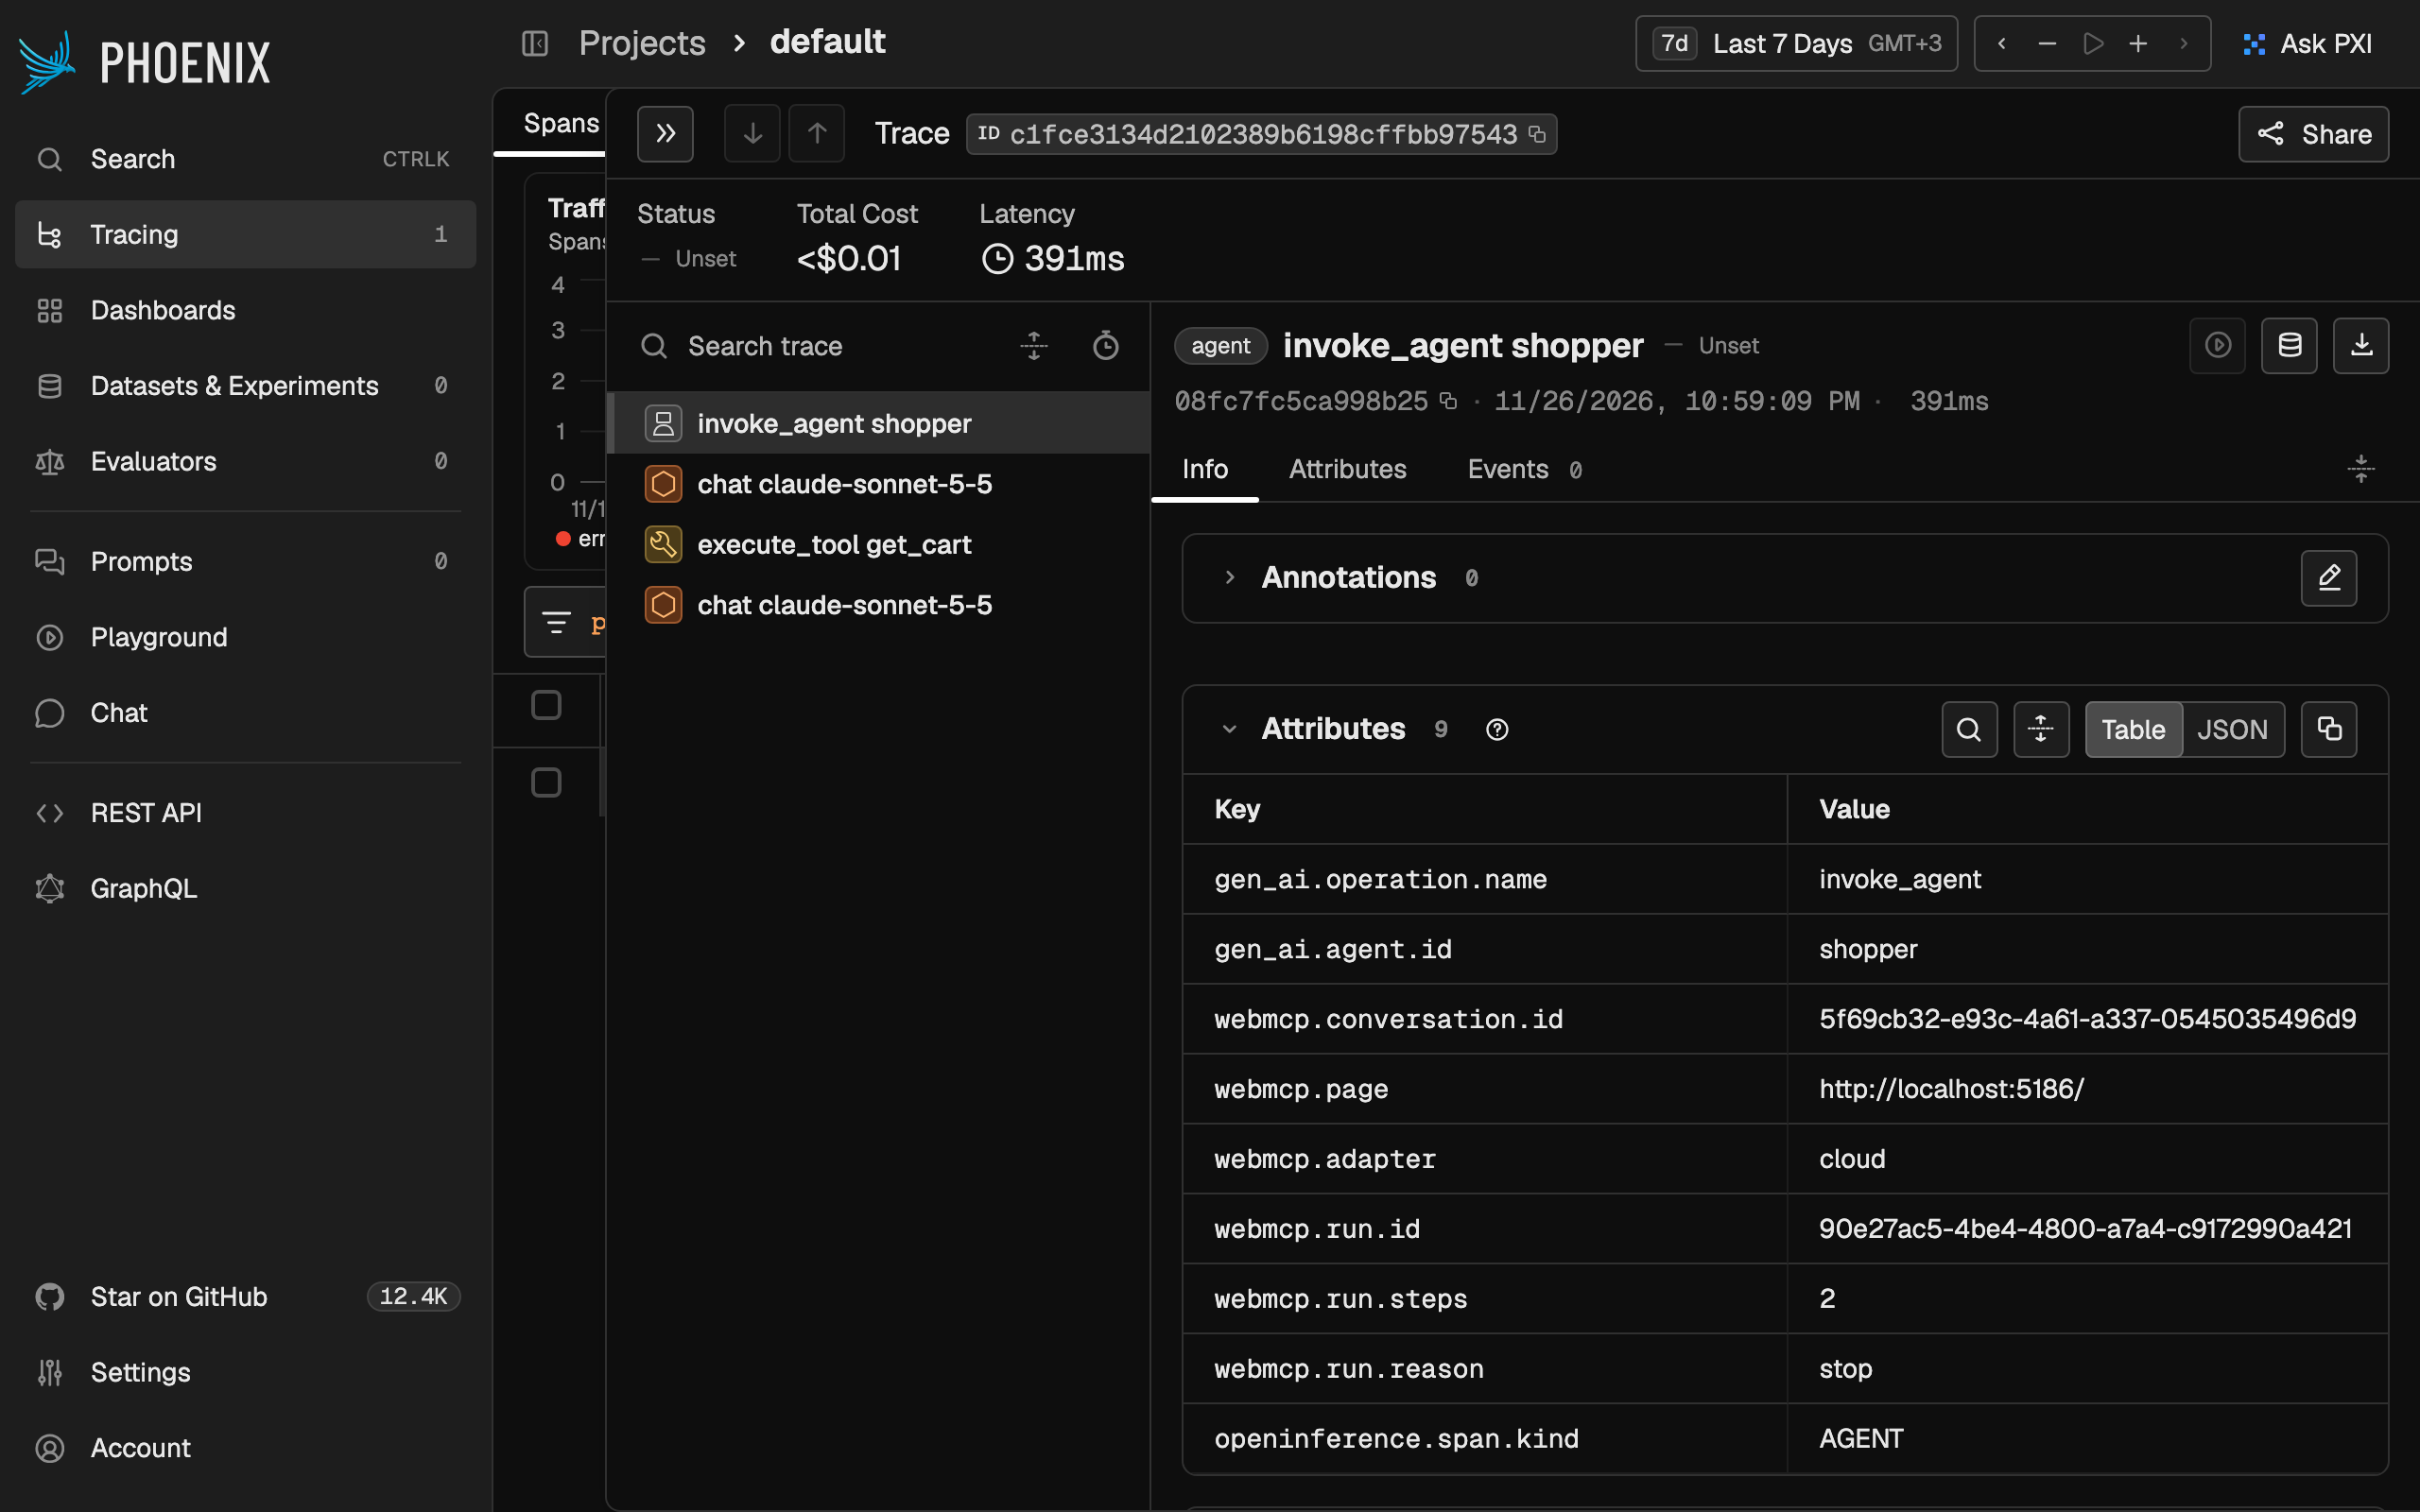 PHOENIX
Search CTRLK
Tracing 1
Dashboards
Datasets & Experiments 0
Evaluators 0
Prompts 0
Playground
Chat
REST API
GraphQL
Star on GitHub 12.4K
Settings
Account
Projects › default
7d Last 7 Days GMT+3
Ask PXI
Spans
Traff
Spans
4
3
2
1
0
11/1
err
p
Trace ID c1fce3134d2102389b6198cffbb97543
Share
Status Total Cost Latency
— Unset <$0.01 391ms
Search trace
invoke_agent shopper
chat claude-sonnet-5-5
execute_tool get_cart
chat claude-sonnet-5-5
agent invoke_agent shopper — Unset
08fc7fc5ca998b25 · 11/26/2026, 10:59:09 PM · 391ms
Info Attributes Events 0
Annotations 0
Attributes 9
Table JSON
Key Value
gen_ai.operation.name invoke_agent
gen_ai.agent.id shopper
webmcp.conversation.id 5f69cb32-e93c-4a61-a337-0545035496d9
webmcp.page http://localhost:5186/
webmcp.adapter cloud
webmcp.run.id 90e27ac5-4be4-4800-a7a4-c9172990a421
webmcp.run.steps 2
webmcp.run.reason stop
openinference.span.kind AGENT